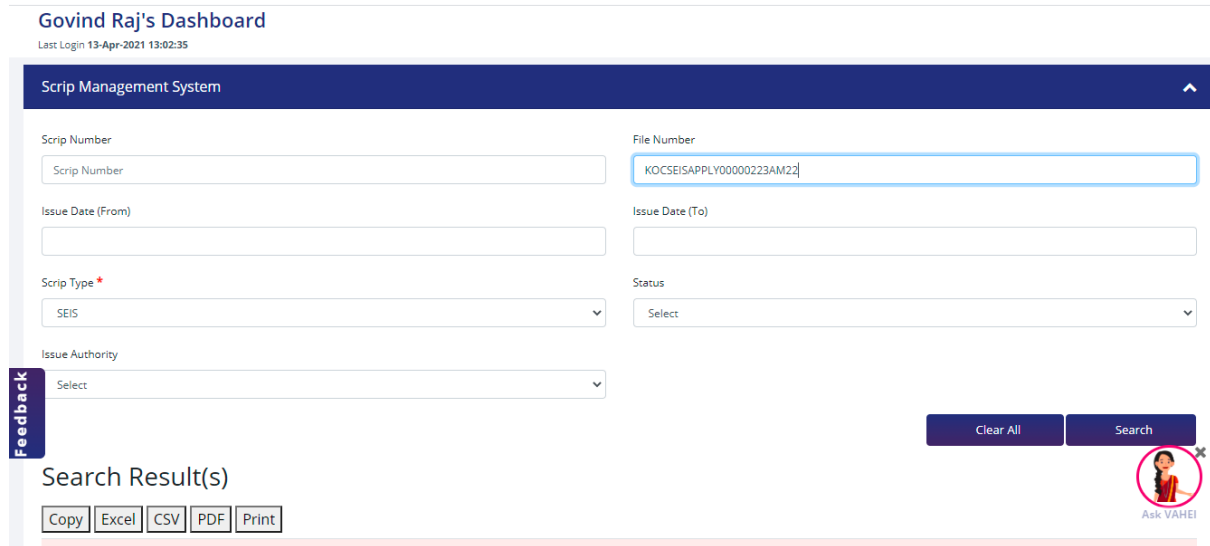 Govind Raj's Dashboard
Last Login 13-Apr-2021 13:02:35
Scrip Management System
Scrip Number
File Number
Scrip Number
KOCSEISAPPLY00000223AM22
Issue Date (From)
Issue Date (To)
Scrip Type *
Status
SEIS
Select
Issue Authority
Select
Feedback
Clear All
Search
Search Result(s)
Copy
Excel
CSV
PDF
Print
Ask VAHEI